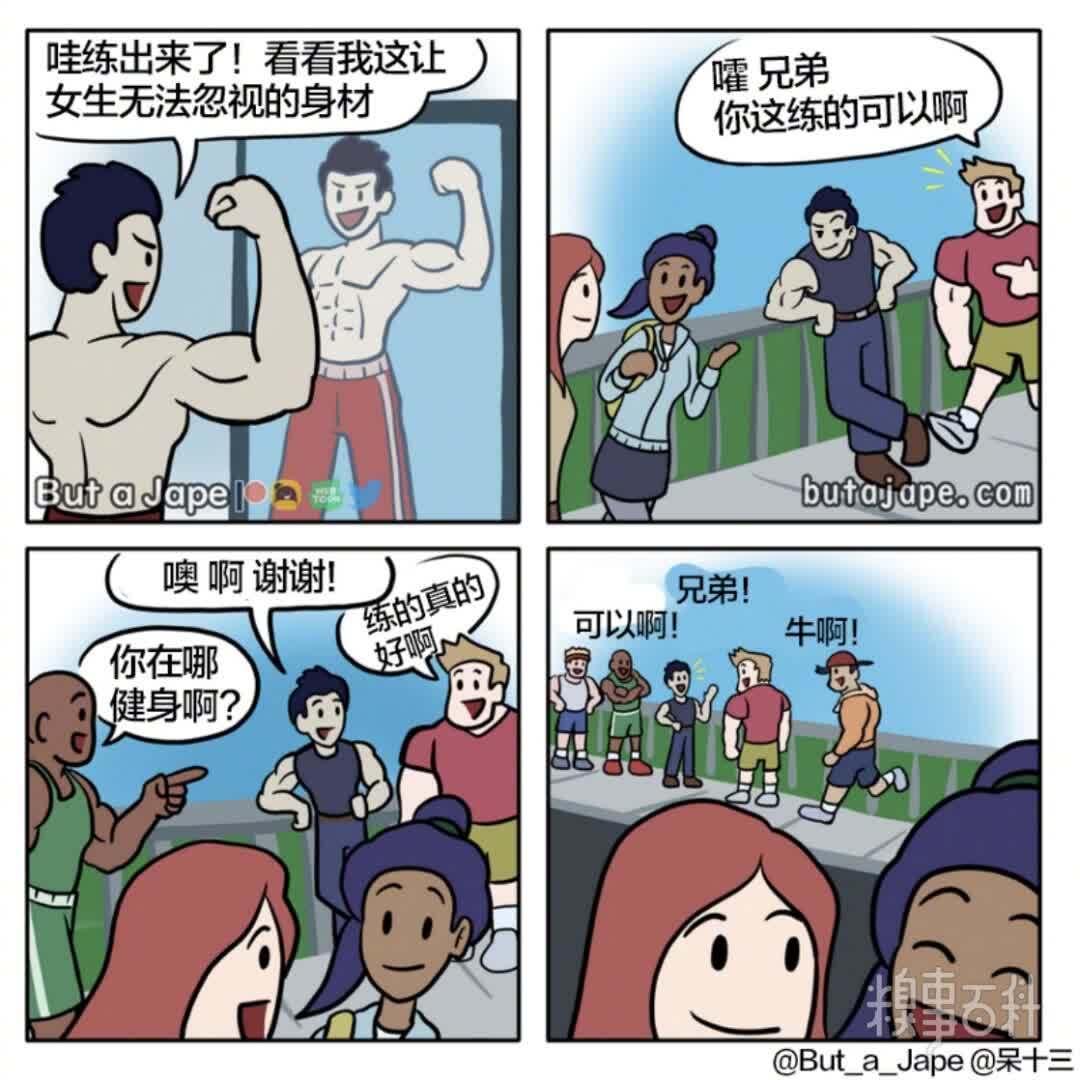 哇练出来了！看看我这让
女生无法忽视的身材
But a Jape
WEB
TOON
嚯 兄弟
你这练的可以啊
butajape.com
噢 啊 谢谢！
练的真的
好啊
你在哪
健身啊？
兄弟！
可以啊！
牛啊！
糗事百科
@But_a_Jape @呆十三